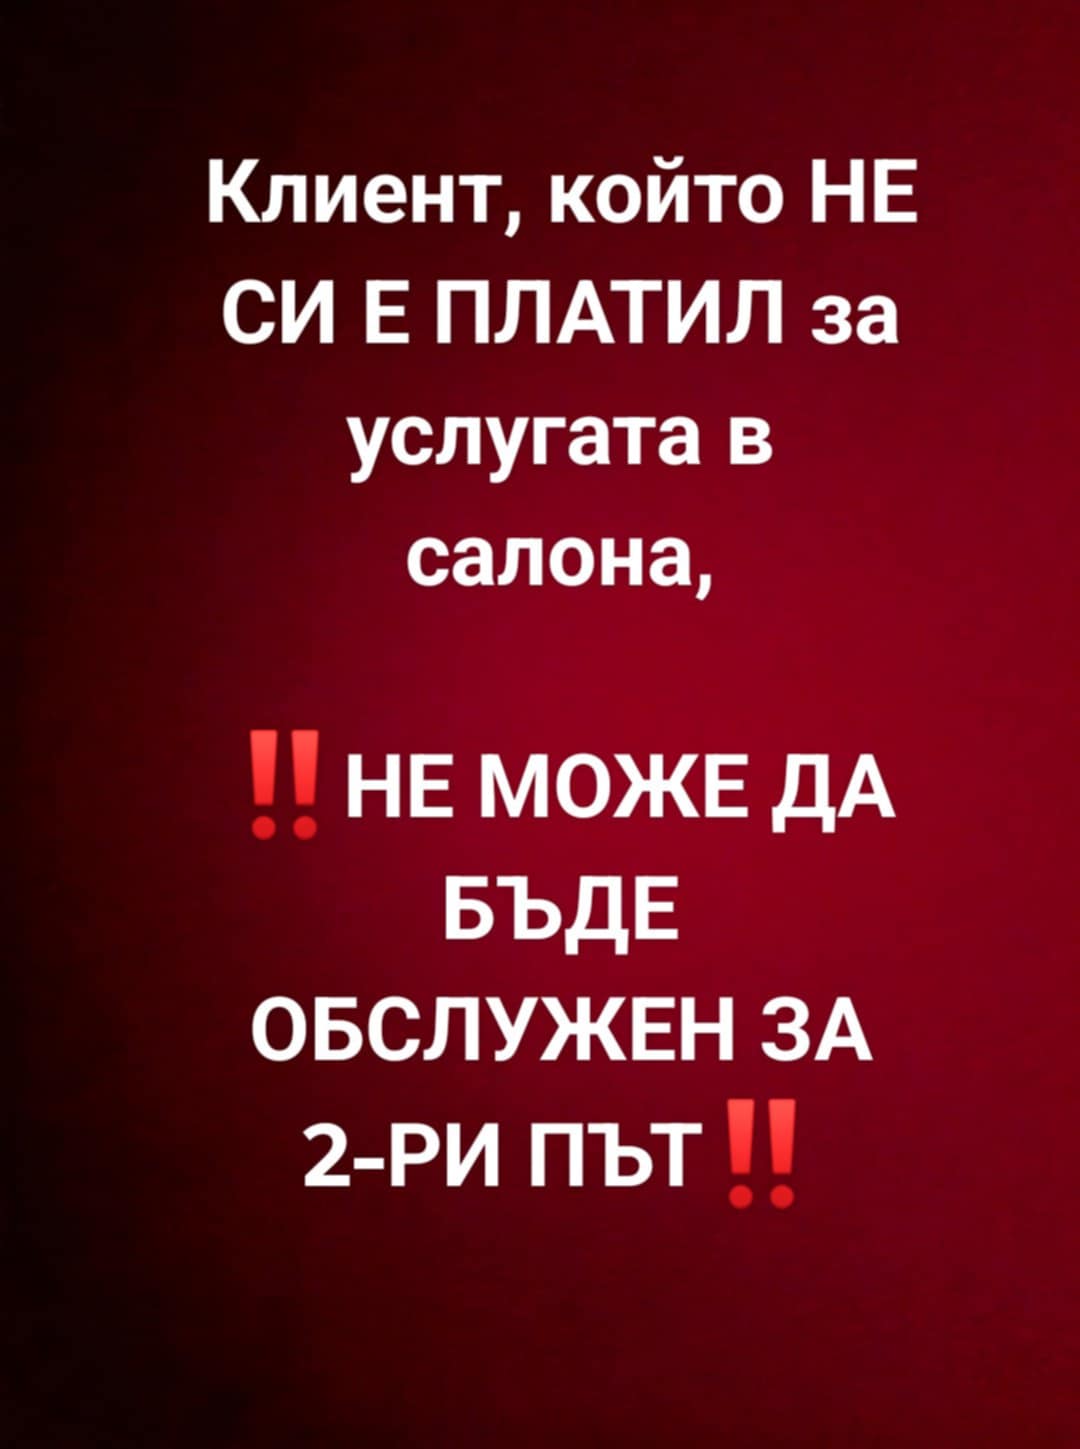 Клиент, който НЕ
СИ Е ПЛАТИЛ за
услугата в
салона,
‼️НЕ МОЖЕ ДА
БЪДЕ
ОБСЛУЖЕН ЗА
2-РИ ПЪТ‼️